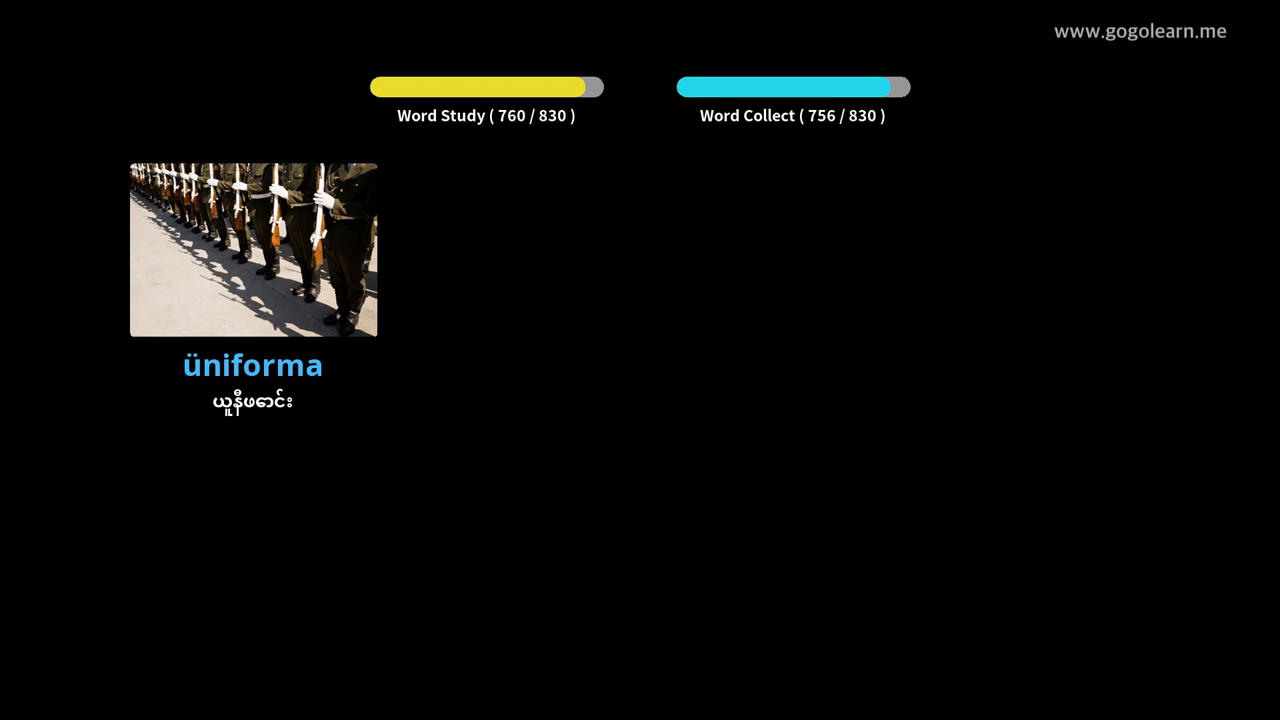 www.gogolearn.me
Word Study ( 760 / 830 )
Word Collect ( 756 / 830 )
üniforma
ယူနီဖောင်း